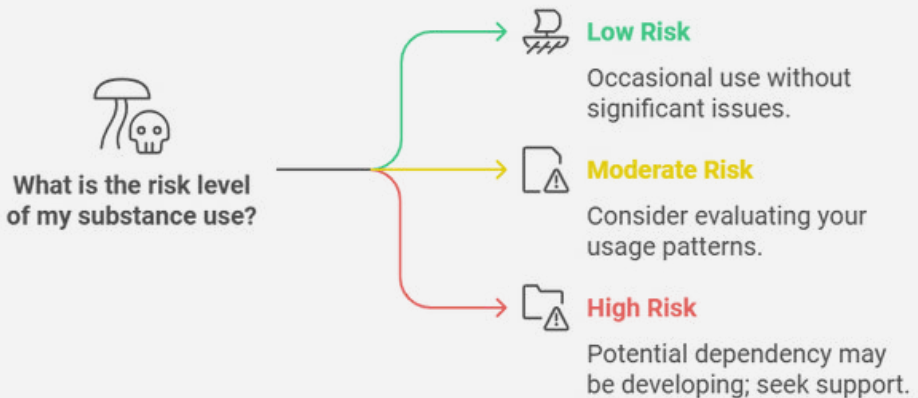 What is the risk level
of my substance use?
Low Risk
Occasional use without
significant issues.
Moderate Risk
Consider evaluating your
usage patterns.
High Risk
Potential dependency may
be developing; seek support.